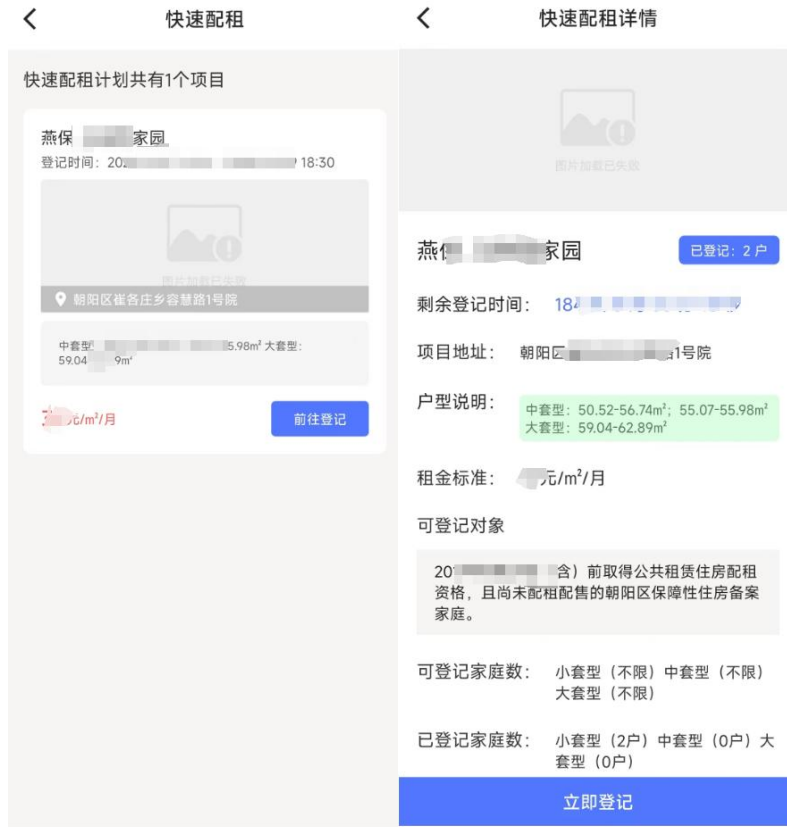 快速配租
快速配租计划共有1个项目
燕保 家园
登记时间：20 18:30
图片加载已失败
朝阳区崔各庄乡容慧路1号院
中套型 5.98m² 大套型：
59.04 9m²
元/m²/月
前往登记
快速配租详情
图片加载已失败
燕保 家园
已登记：2 户
剩余登记时间： 184
项目地址： 朝阳区 1号院
户型说明： 中套型：50.52-56.74m²；55.07-55.98m²
大套型：59.04-62.89m²
租金标准： 元/m²/月
可登记对象
20 含）前取得公共租赁住房配租
资格，且尚未配租配售的朝阳区保障性住房备案
家庭。
可登记家庭数： 小套型（不限）中套型（不限）
大套型（不限）
已登记家庭数： 小套型（2户）中套型（0户）大
套型（0户）
立即登记